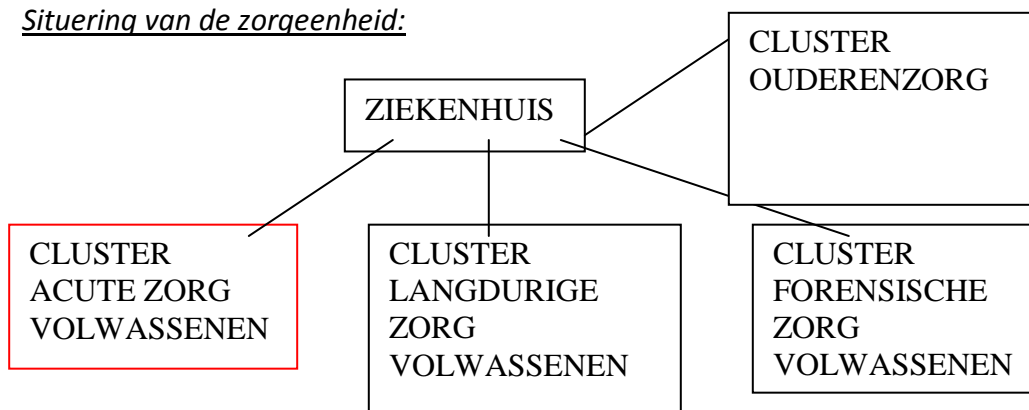 Situering van de zorgeenheid:
CLUSTER
OUDERENZORG
ZIEKENHUIS
CLUSTER
ACUTE ZORG
VOLWASSENEN
CLUSTER
LANGDURIGE
ZORG
VOLWASSENEN
CLUSTER
FORENSISCHE
ZORG
VOLWASSENEN